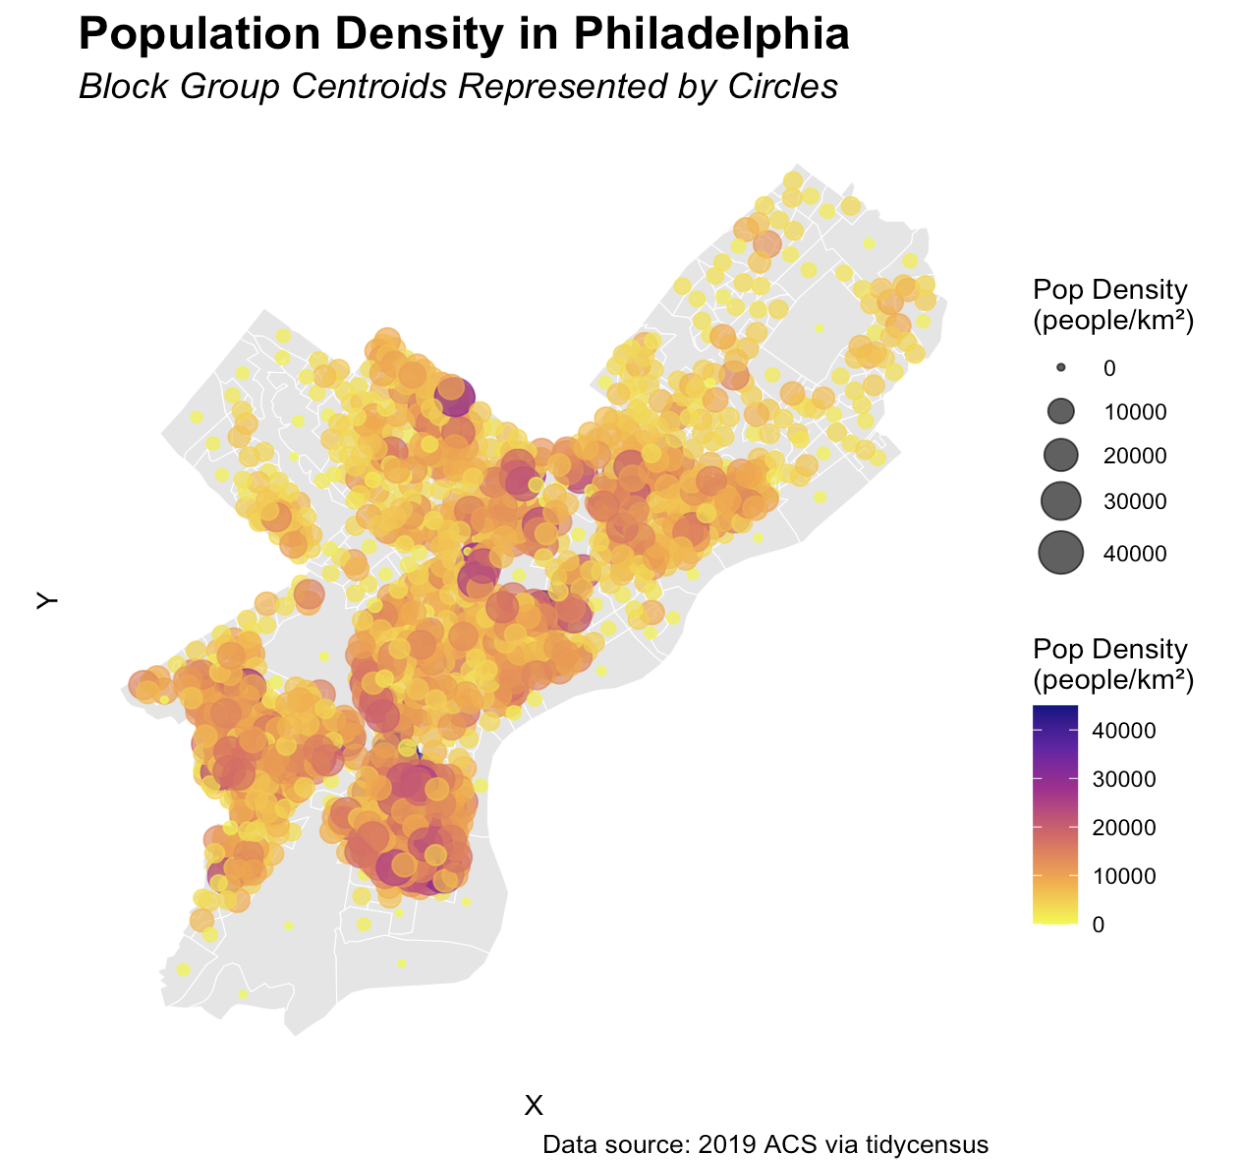 Population Density in Philadelphia
Block Group Centroids Represented by Circles
Pop Density
(people/km²)
0
10000
20000
30000
40000
Pop Density
(people/km²)
40000
30000
20000
10000
0
Y
X
Data source: 2019 ACS via tidycensus